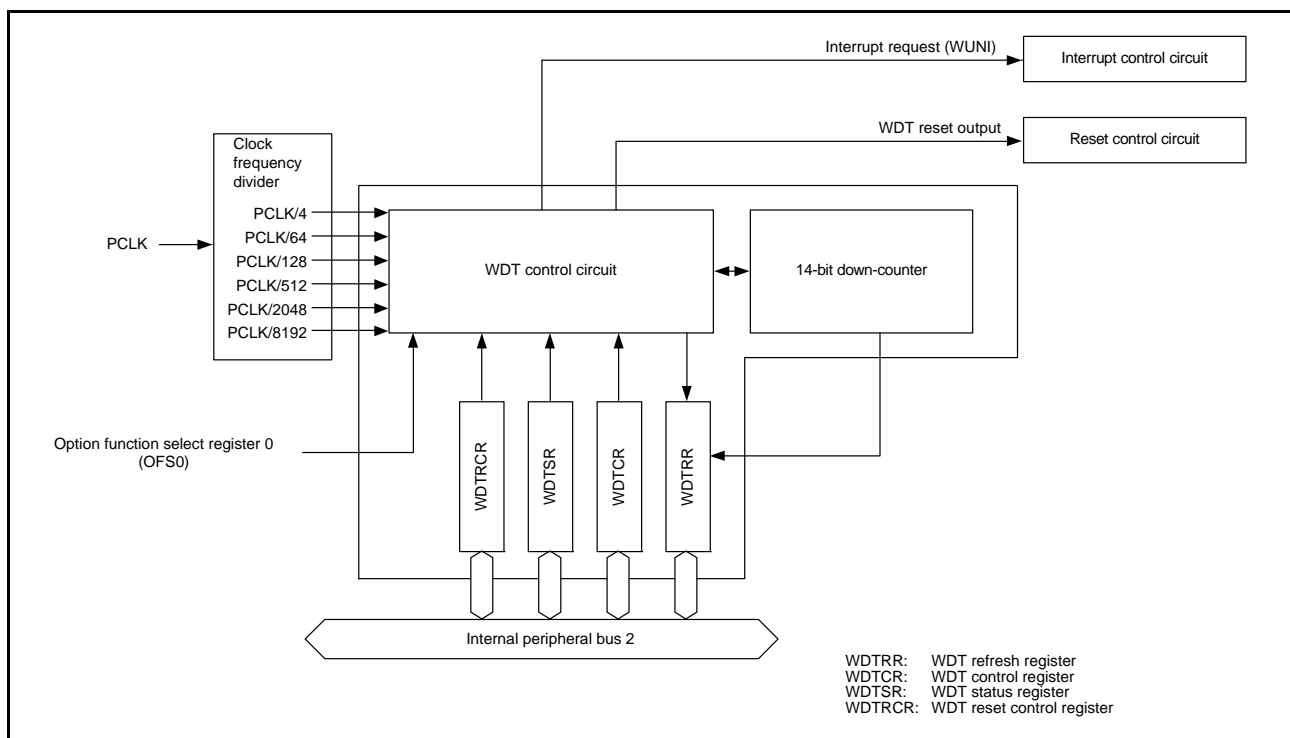 Interrupt request (WUNI)
Interrupt control circuit
WDT reset output
Reset control circuit
Clock
frequency
divider
PCLK/4
PCLK/64
PCLK/128
PCLK/512
PCLK/2048
PCLK/8192
PCLK
WDT control circuit
14-bit down-counter
Option function select register 0
(OFS0)
WDTRCR
WDTSR
WDTCR
WDTRR
Internal peripheral bus 2
WDTRR: WDT refresh register
WDTCR: WDT control register
WDTSR: WDT status register
WDTRCR: WDT reset control register